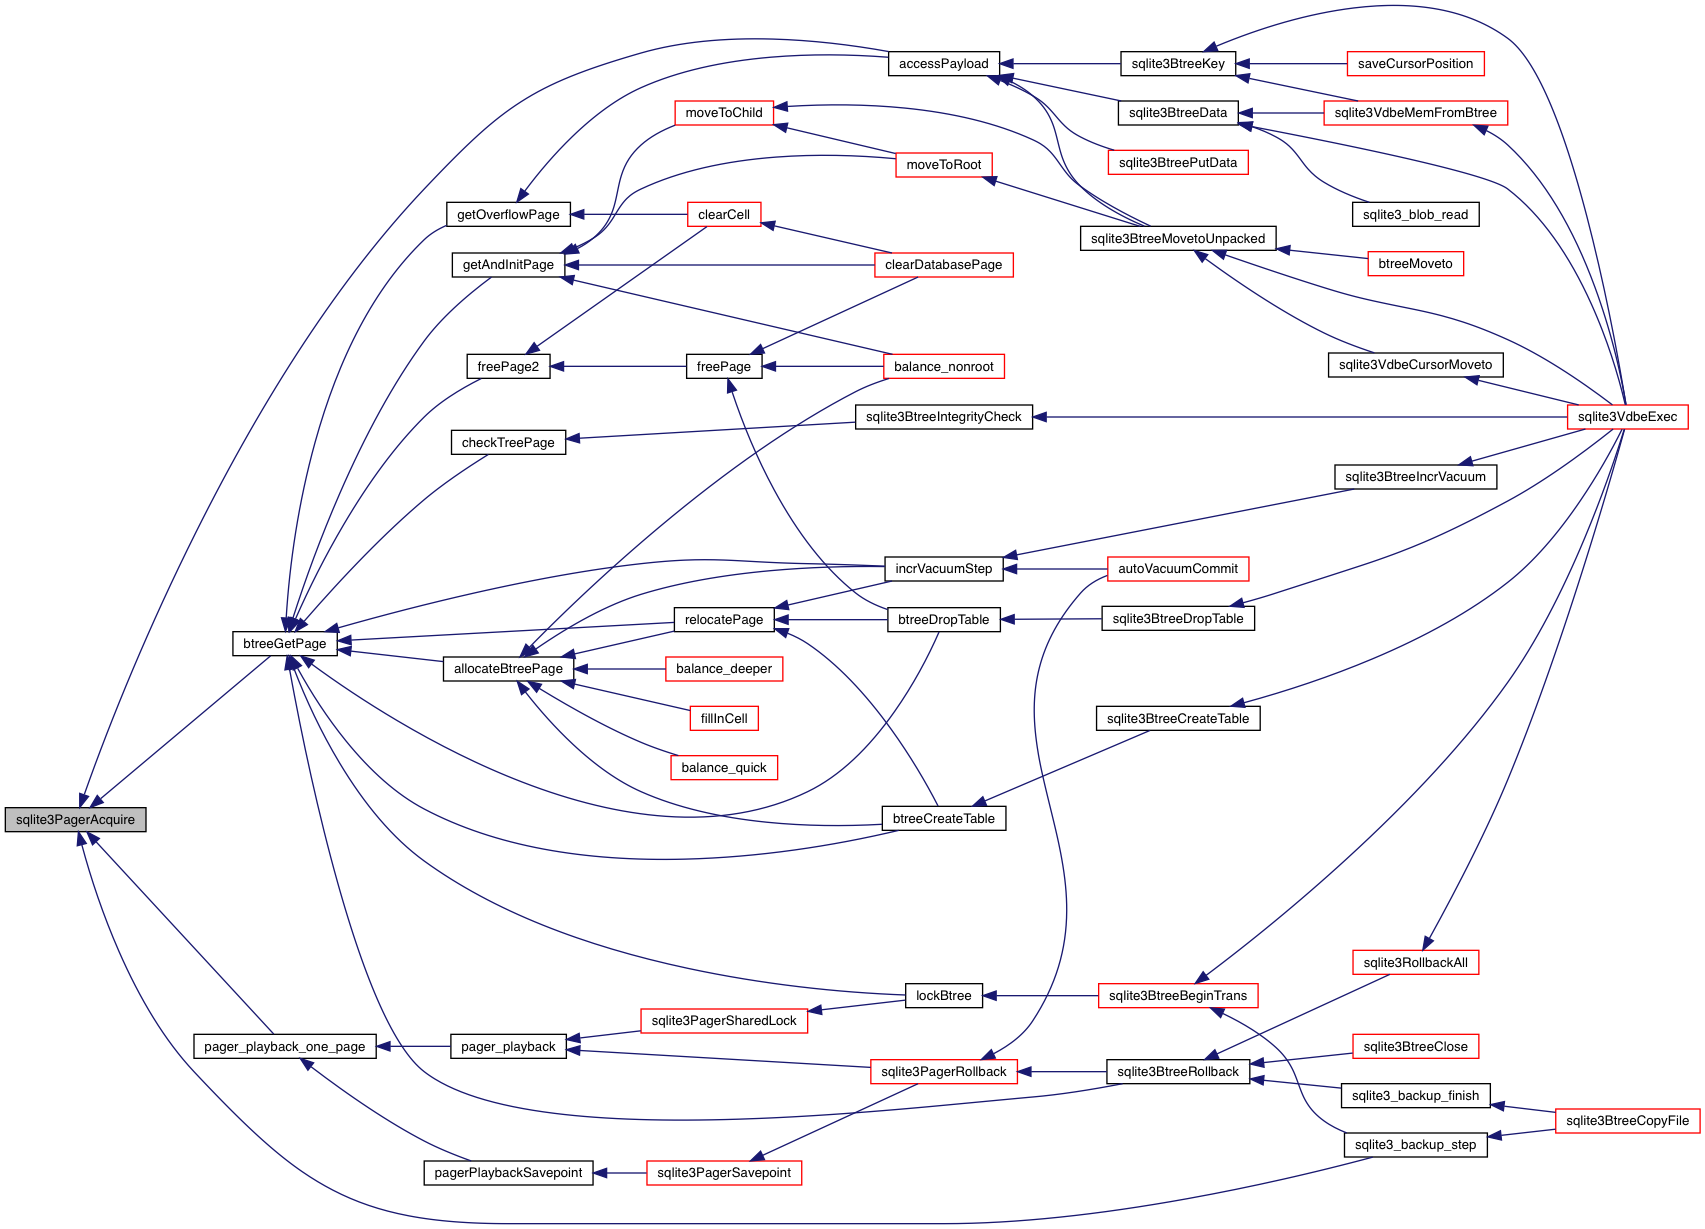 accessPayload
sqlite3BtreeKey
saveCursorPosition
moveToChild
sqlite3BtreeData
sqlite3VdbeMemFromBtree
moveToRoot
sqlite3BtreePutData
getOverflowPage
clearCell
sqlite3_blob_read
sqlite3BtreeMovetoUnpacked
getAndInitPage
clearDatabasePage
btreeMoveto
freePage2
freePage
balance_nonroot
sqlite3VdbeCursorMoveto
sqlite3BtreeIntegrityCheck
sqlite3VdbeExec
checkTreePage
sqlite3BtreeIncrVacuum
incrVacuumStep
autoVacuumCommit
relocatePage
btreeDropTable
sqlite3BtreeDropTable
btreeGetPage
allocateBtreePage
balance_deeper
fillInCell
sqlite3BtreeCreateTable
balance_quick
sqlite3PagerAcquire
btreeCreateTable
sqlite3RollbackAll
lockBtree
sqlite3BtreeBeginTrans
sqlite3PagerSharedLock
pager_playback_one_page
pager_playback
sqlite3BtreeClose
sqlite3PagerRollback
sqlite3BtreeRollback
sqlite3_backup_finish
sqlite3BtreeCopyFile
sqlite3_backup_step
pagerPlaybackSavepoint
sqlite3PagerSavepoint